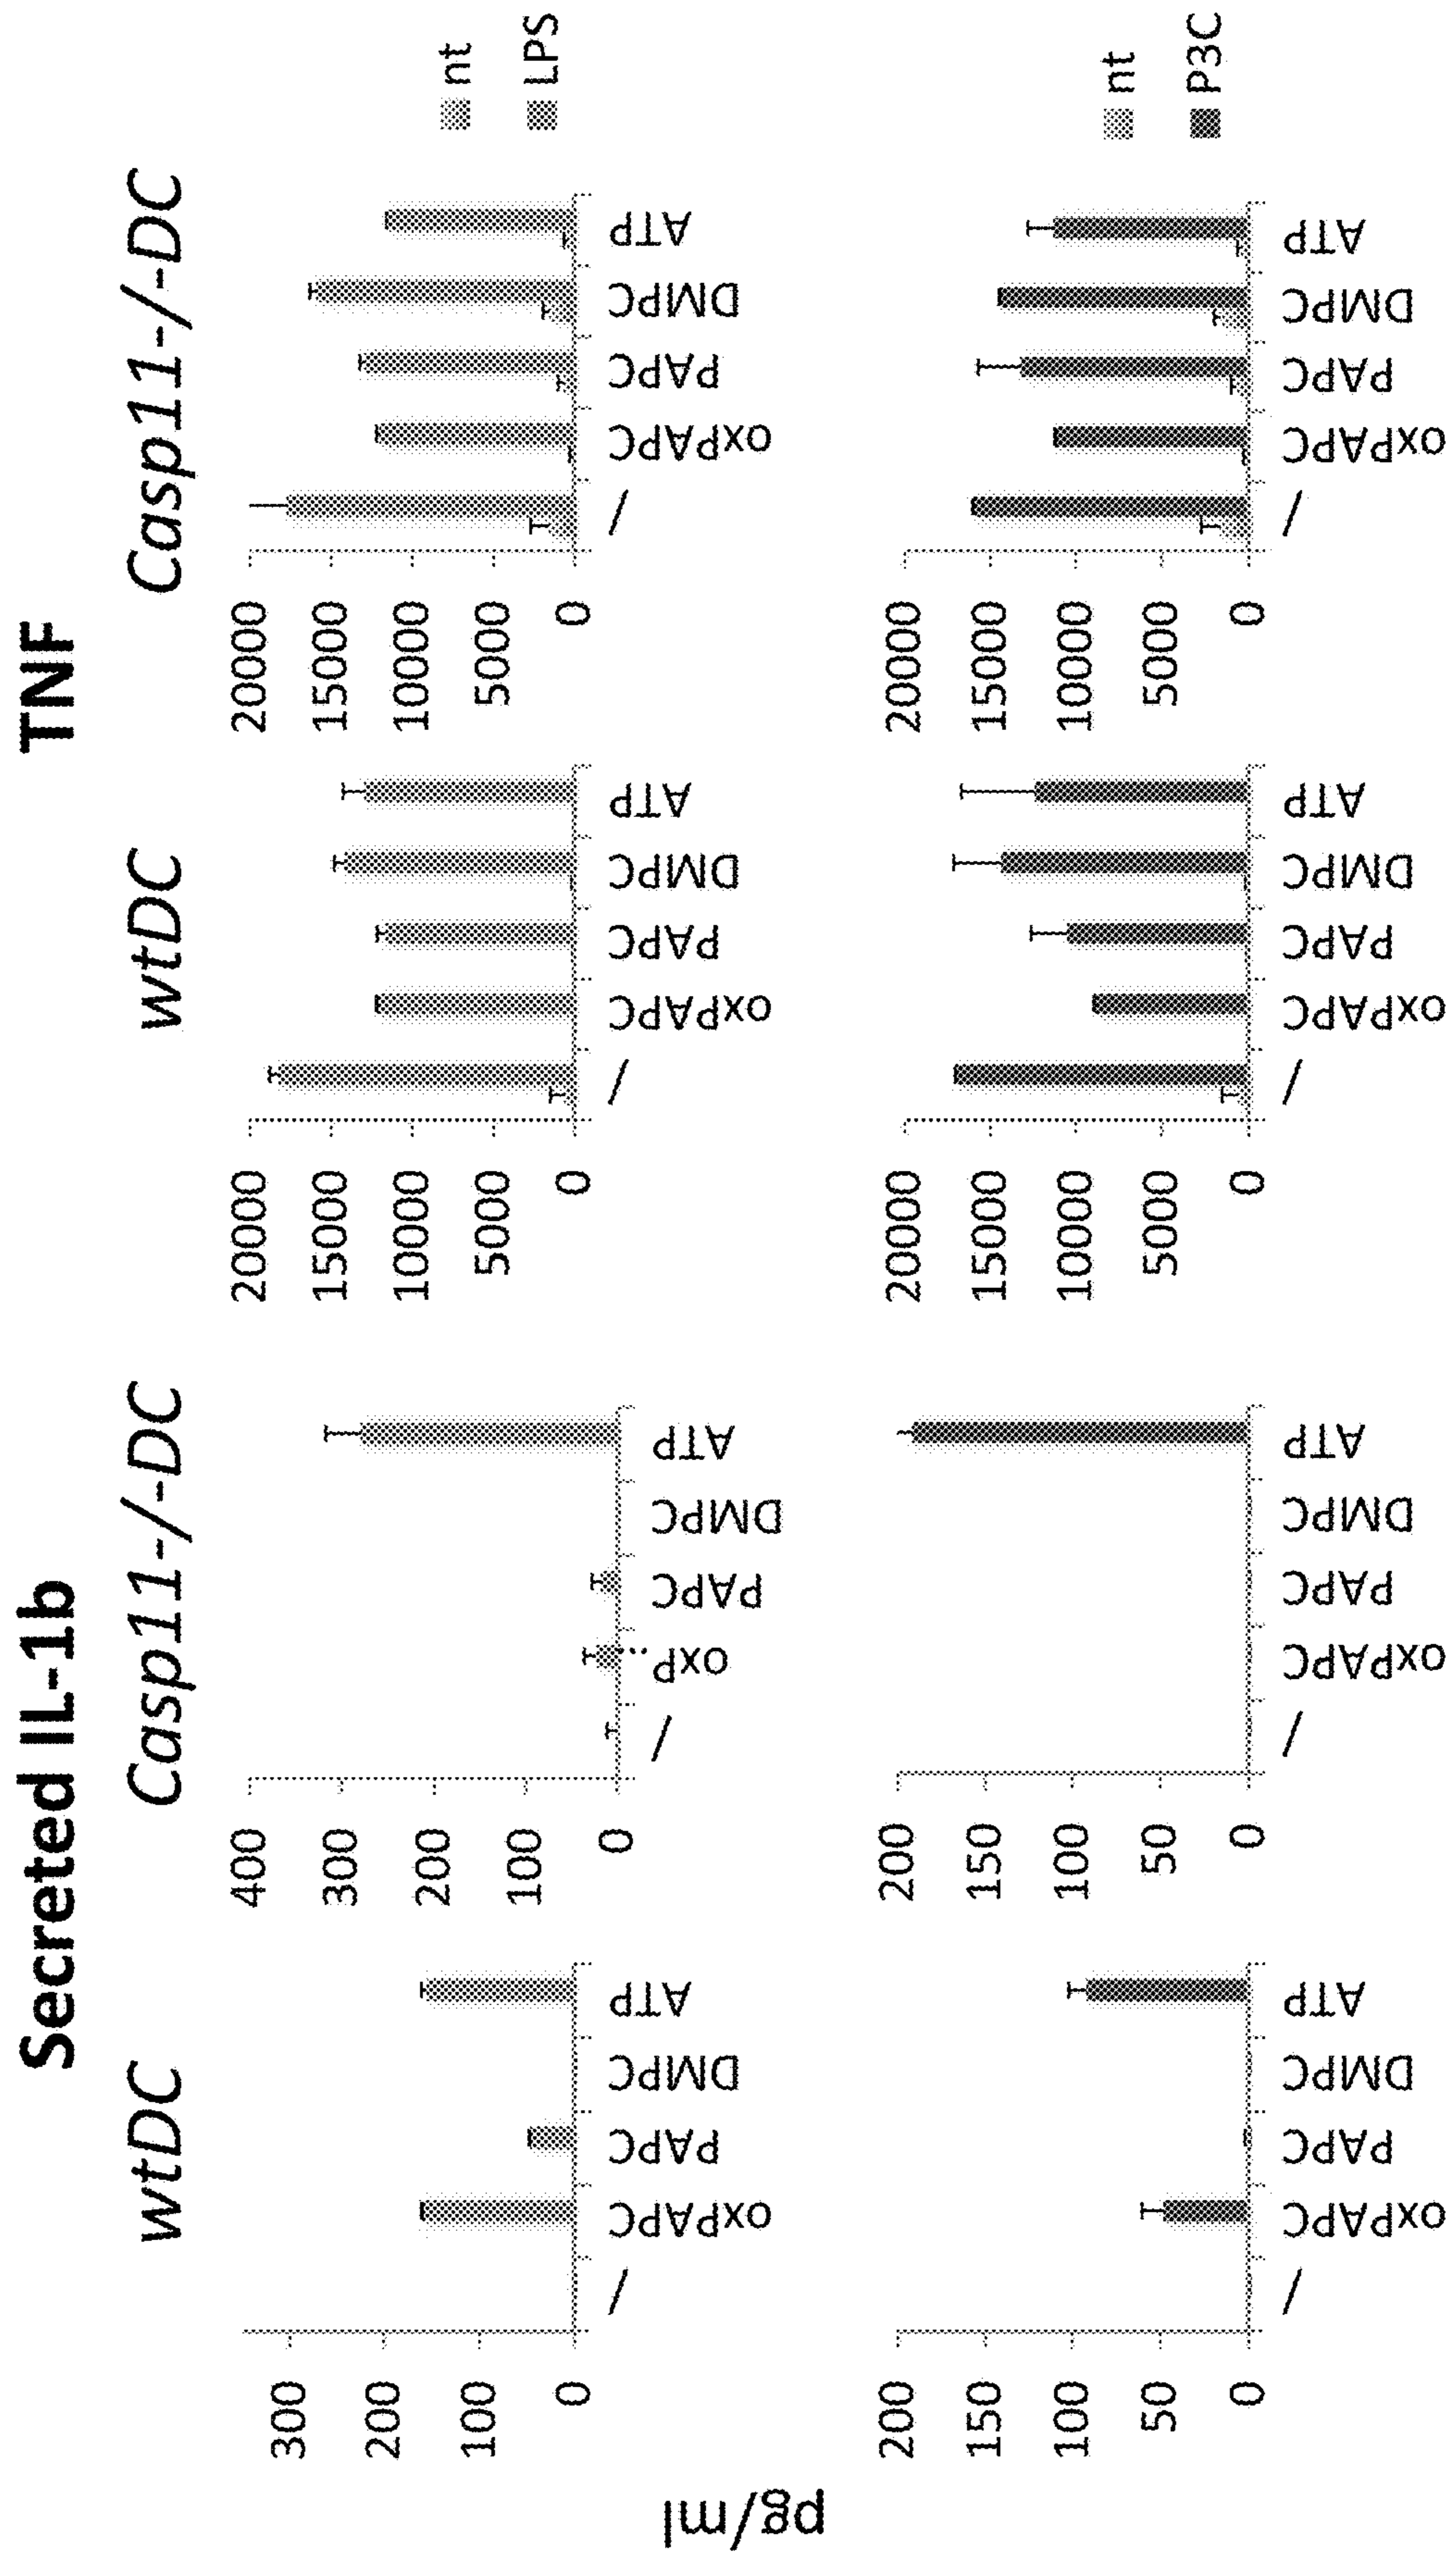 Secreted IL-1b
TNF
wtDC
Casp11-/-DC
wtDC
Casp11-/-DC
pg/ml
300
200
100
0
/
oxPAPC
PAPC
DMPC
ATP
400
300
200
100
0
/
oxP...
PAPC
DMPC
ATP
20000
15000
10000
5000
0
/
oxPAPC
PAPC
DMPC
ATP
20000
15000
10000
5000
0
/
oxPAPC
PAPC
DMPC
ATP
nt
LPS
200
150
100
50
0
/
oxPAPC
PAPC
DMPC
ATP
200
150
100
50
0
/
oxPAPC
PAPC
DMPC
ATP
20000
15000
10000
5000
0
/
oxPAPC
PAPC
DMPC
ATP
20000
15000
10000
5000
0
/
oxPAPC
PAPC
DMPC
ATP
nt
P3C